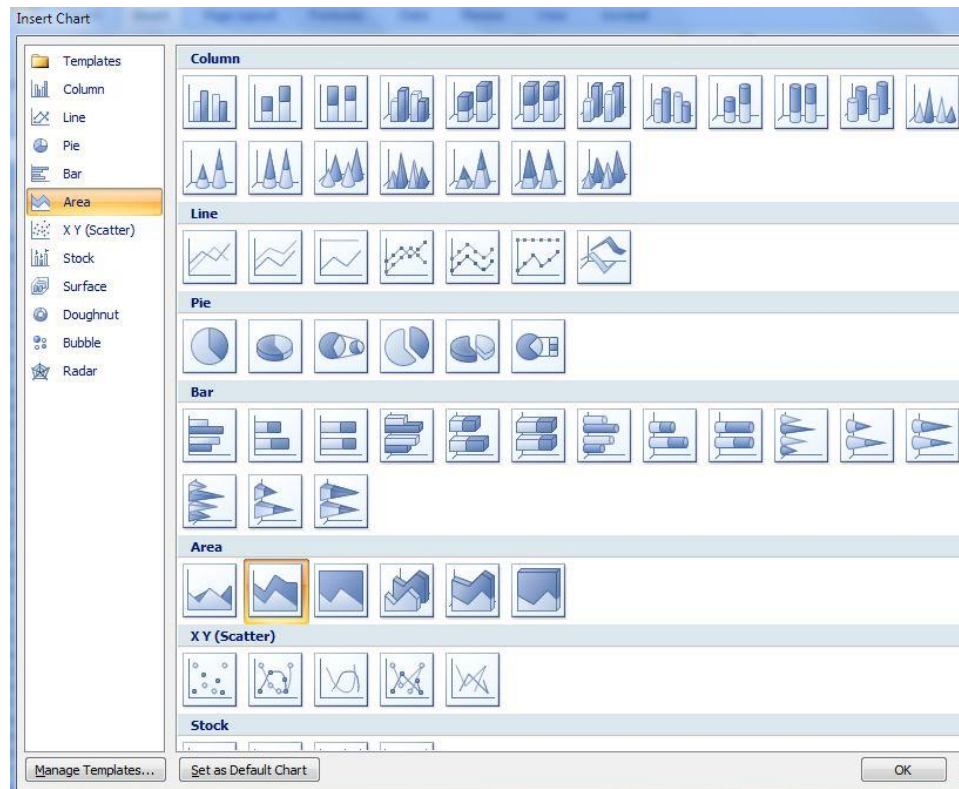 Insert Chart
Templates
Column
Line
Pie
Bar
Area
X Y (Scatter)
Stock
Surface
Doughnut
Bubble
Radar
Column
Line
Pie
Bar
Area
X Y (Scatter)
Stock
Manage Templates...
Set as Default Chart
OK